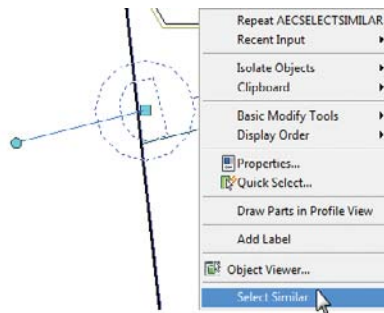 Repeat AECSELECTSIMILAR
Recent Input
Isolate Objects
Clipboard
Basic Modify Tools
Display Order
Properties...
Quick Select...
Draw Parts in Profile View
Add Label
Object Viewer...
Select Similar